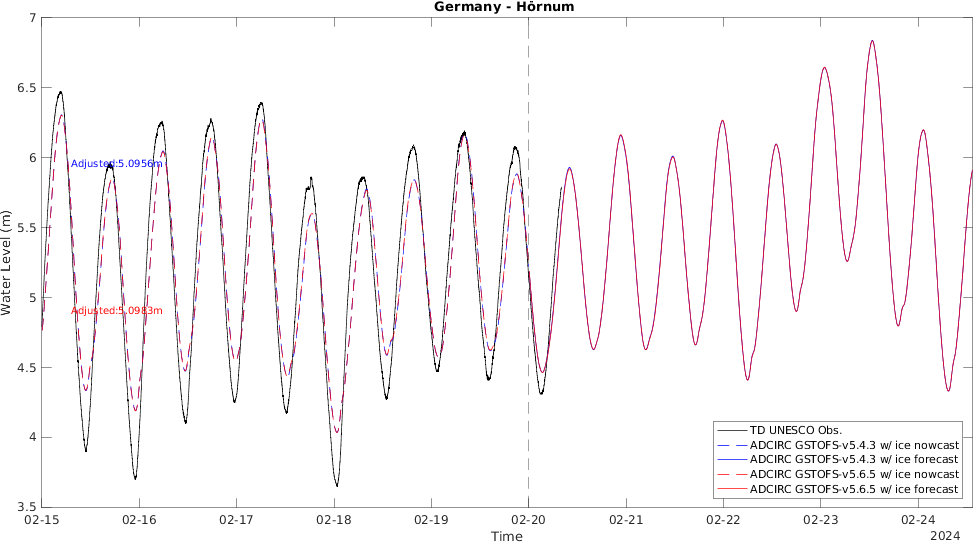 Germany - Hörnum
7
6.5
6
5.5
5
4.5
4
3.5
Water Level (m)
Adjusted:5.0956m
Adjusted:5.0983m
TD UNESCO Obs.
ADCIRC GSTOFS-v5.4.3 w/ ice nowcast
ADCIRC GSTOFS-v5.4.3 w/ ice forecast
ADCIRC GSTOFS-v5.6.5 w/ ice nowcast
ADCIRC GSTOFS-v5.6.5 w/ ice forecast
02-15 02-16 02-17 02-18 02-19 02-20 02-21 02-22 02-23 02-24
Time
2024